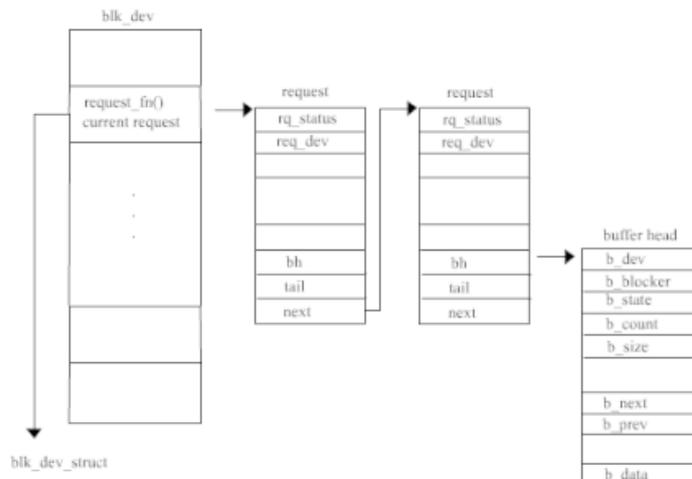 blk_dev
request_fn()
current request
.
.
.
blk_dev_struct
request
rq_status
req_dev
bh
tail
next
request
rq_status
req_dev
bh
tail
next
buffer head
b_dev
b_blocker
b_state
b_count
b_size
b_next
b_prev
b_data